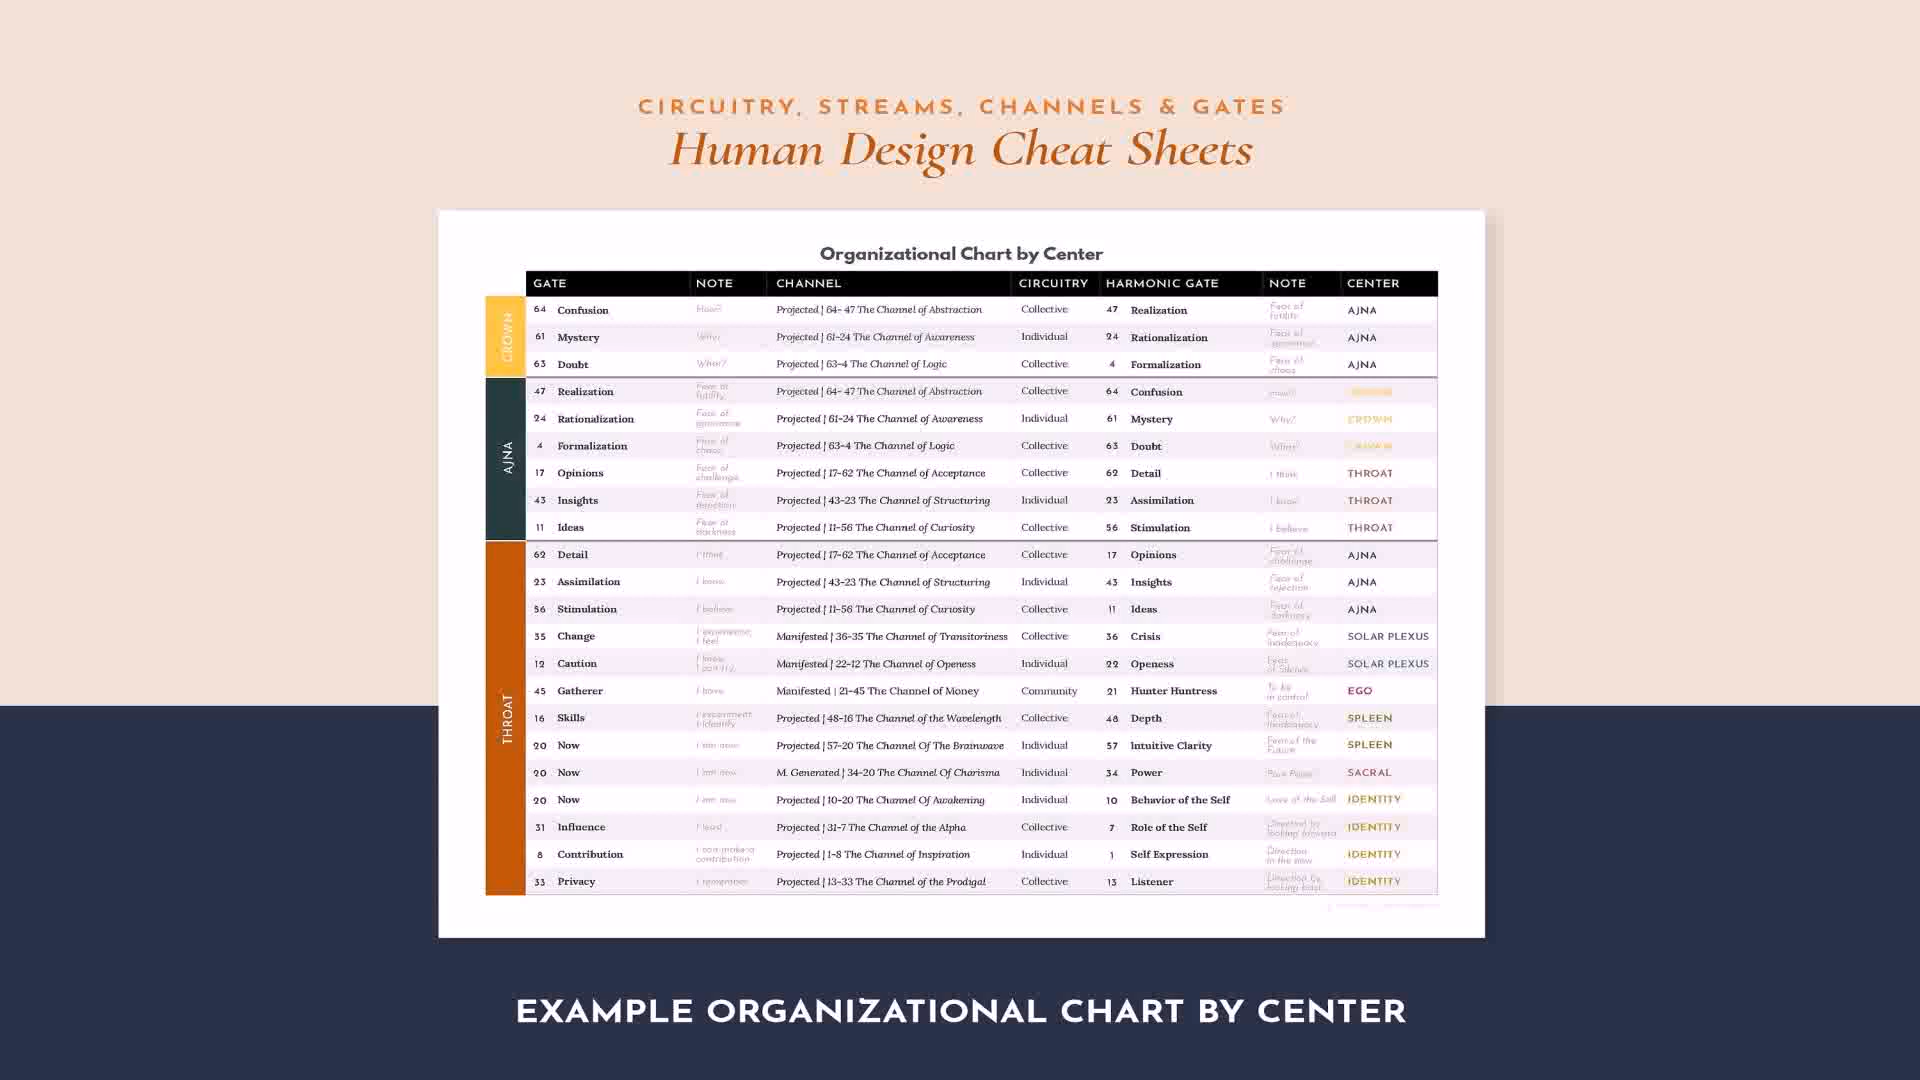 CIRCUITRY, STREAMS, CHANNELS & GATES
Human Design Cheat Sheets
Organizational Chart by Center
GATE NOTE CHANNEL CIRCUITRY HARMONIC GATE NOTE CENTER
CROWN
64 Confusion Projected | 64- 47 The Channel of Abstraction Collective 47 Realization Fear of futility AJNA
61 Mystery Why? Projected | 61-24 The Channel of Awareness Individual 24 Rationalization Fear of AJNA
63 Doubt What? Projected | 63-4 The Channel of Logic Collective 4 Formalization Fear of chaos AJNA
AJNA
47 Realization Fear of futility Projected | 64- 47 The Channel of Abstraction Collective 64 Confusion
24 Rationalization Fear of Projected | 61-24 The Channel of Awareness Individual 61 Mystery Why? CROWN
4 Formalization Fear of chaos Projected | 63-4 The Channel of Logic Collective 63 Doubt What? CROWN
17 Opinions Fear of challenge Projected | 17-62 The Channel of Acceptance Collective 62 Detail I think THROAT
43 Insights Fear of Projected | 43-23 The Channel of Structuring Individual 23 Assimilation I know THROAT
11 Ideas Fear of darkness Projected | 11-56 The Channel of Curiosity Collective 56 Stimulation I believe THROAT
THROAT
62 Detail I think Projected | 17-62 The Channel of Acceptance Collective 17 Opinions Fear of challenge AJNA
23 Assimilation I know Projected | 43-23 The Channel of Structuring Individual 43 Insights Fear of rejection AJNA
56 Stimulation I believe Projected | 11-56 The Channel of Curiosity Collective 11 Ideas Fear of darkness AJNA
35 Change I experience, I feel Manifested | 36-35 The Channel of Transitoriness Collective 36 Crisis Fear of inadequacy SOLAR PLEXUS
12 Caution I know Manifested | 22-12 The Channel of Openess Individual 22 Openess Fear of Silence SOLAR PLEXUS
45 Gatherer I have Manifested | 21-45 The Channel of Money Community 21 Hunter Huntress To be in control EGO
16 Skills I experiment, I identify Projected | 48-16 The Channel of the Wavelength Collective 48 Depth Fear of Inadequacy SPLEEN
20 Now I am now Projected | 57-20 The Channel Of The Brainwave Individual 57 Intuitive Clarity Fear of the Future SPLEEN
20 Now I am now M. Generated | 34-20 The Channel Of Charisma Individual 34 Power SACRAL
20 Now I am now Projected | 10-20 The Channel Of Awakening Individual 10 Behavior of the Self Love of the Self IDENTITY
31 Influence I lead Projected | 31-7 The Channel of the Alpha Collective 7 Role of the Self Direction by looking forward IDENTITY
8 Contribution I can make a contribution Projected | 1-8 The Channel of Inspiration Individual 1 Self Expression Direction in the now IDENTITY
33 Privacy I remember Projected | 13-33 The Channel of the Prodigal Collective 13 Listener Direction by looking back IDENTITY
EXAMPLE ORGANIZATIONAL CHART BY CENTER